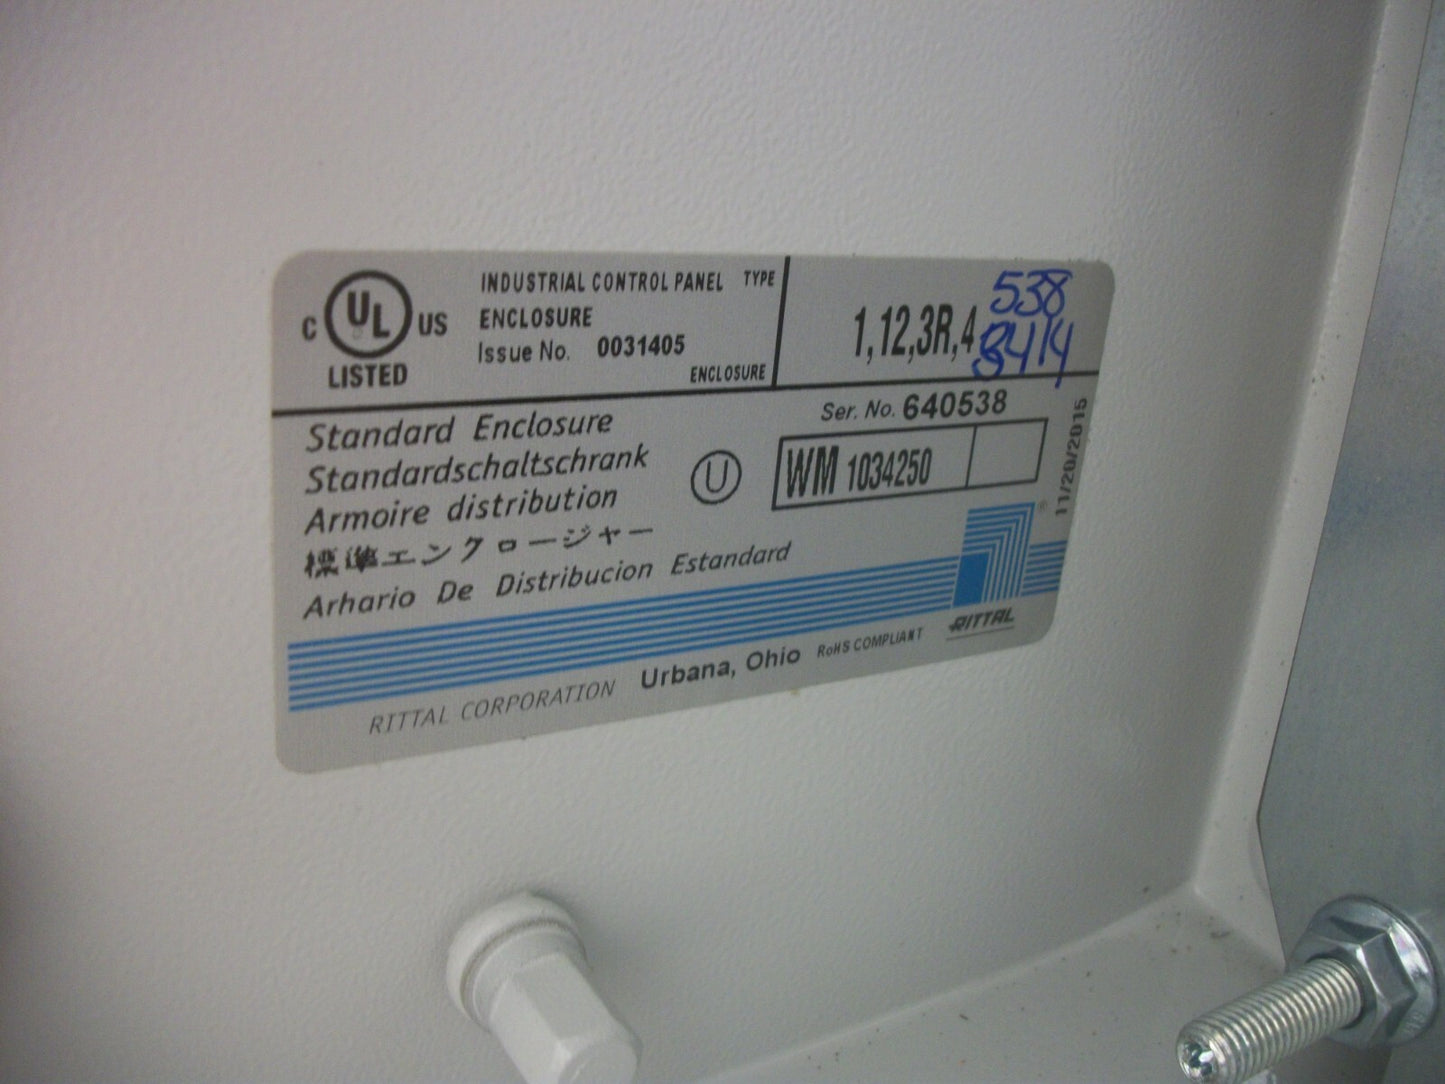 C UL US
LISTED
INDUSTRIAL CONTROL PANEL TYPE
ENCLOSURE
Issue No. 0031405
ENCLOSURE
1,12,3R,4
538
Ser. No. 640538
WM 1034250
11/20/2015
Standard Enclosure
Standardschaltschrank
Armoire distribution
標準エンクロージャー
Arhario De Distribucion Estandard
U
®
RITTAL
RITTAL CORPORATION Urbana, Ohio RoHS COMPLIANT